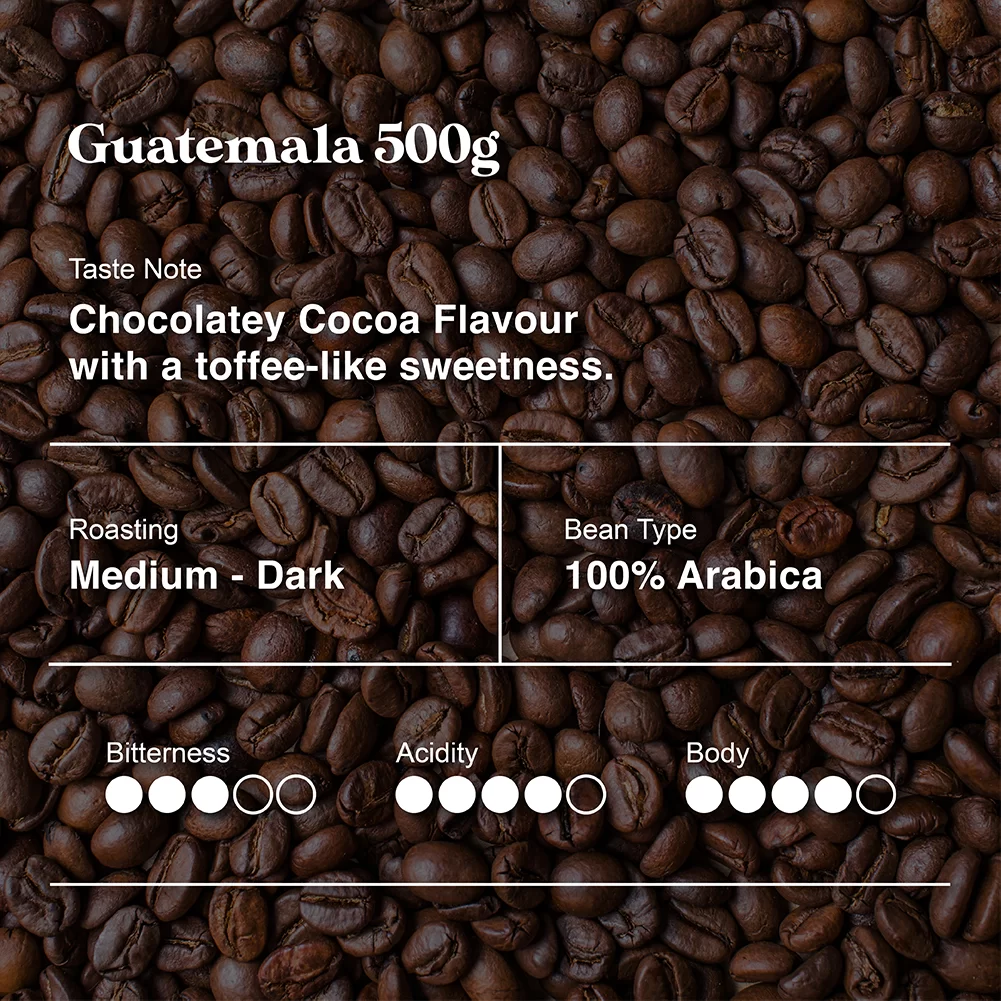 Guatemala 500g
Taste Note
Chocolatey Cocoa Flavour
with a toffee-like sweetness.
Roasting
Medium - Dark
Bean Type
100% Arabica
Bitterness
Acidity
Body